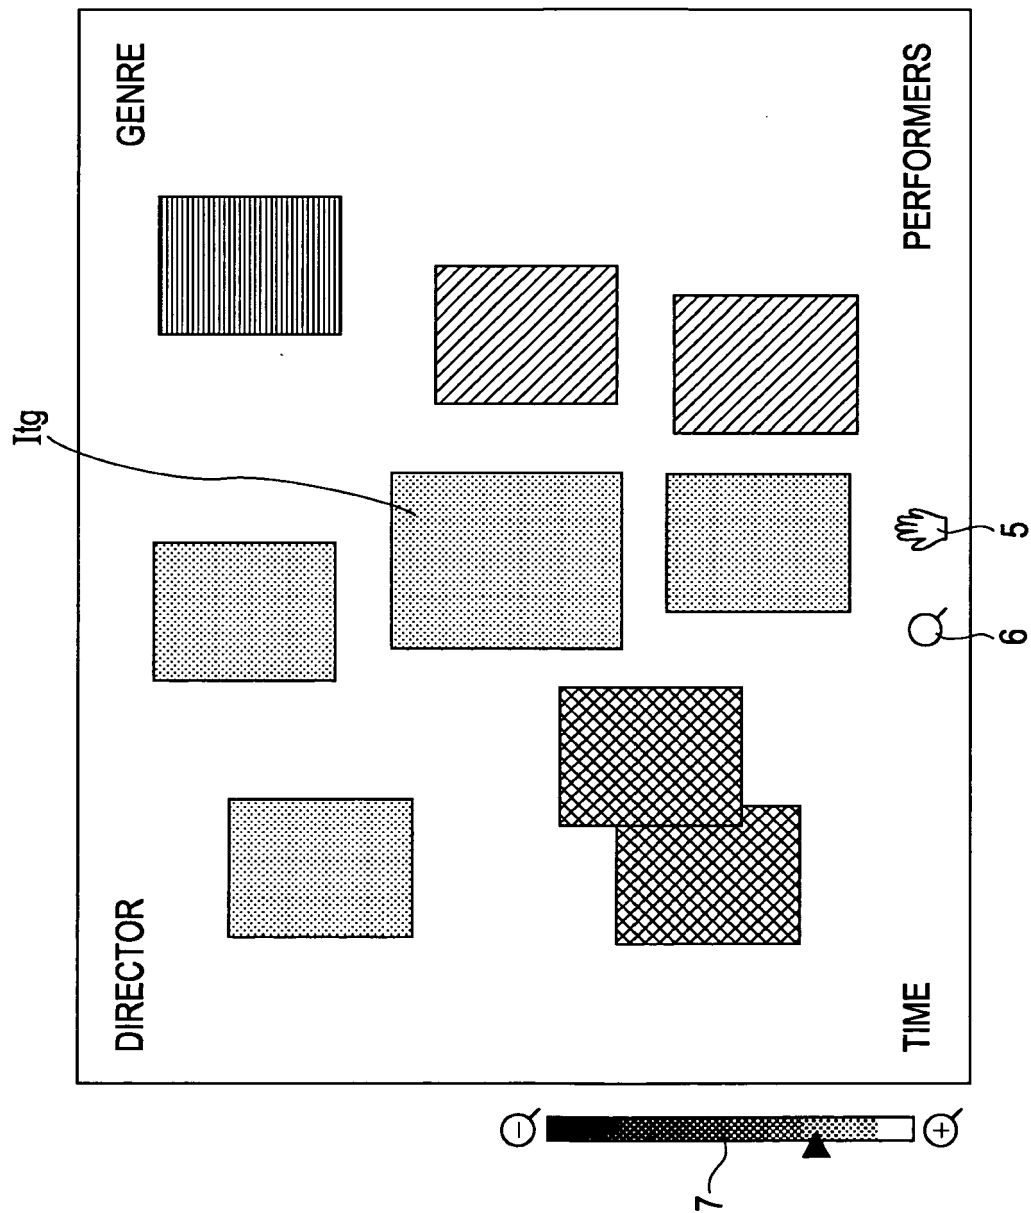 Itg
DIRECTOR
GENRE
−
7
TIME
PERFORMERS
+
6
5